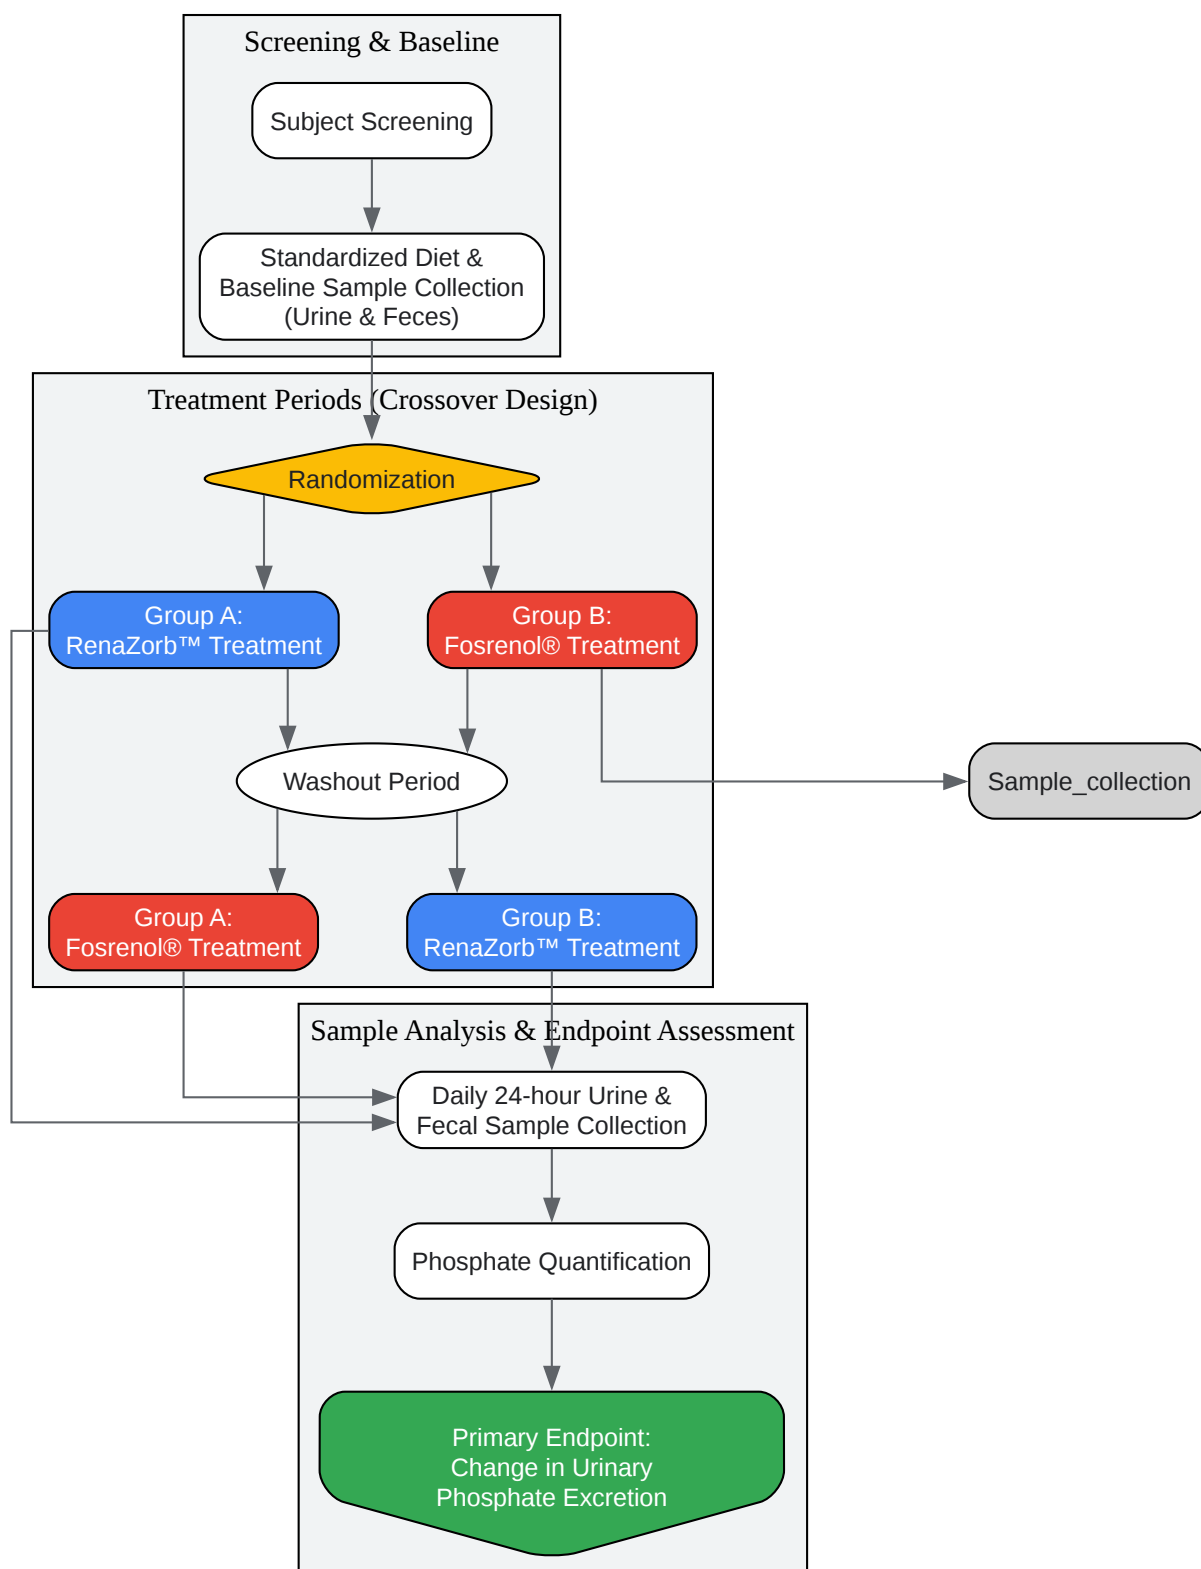 Screening & Baseline
Subject Screening
Standardized Diet &
Baseline Sample Collection
(Urine & Feces)
Treatment Periods (Crossover Design)
Randomization
Group A:
RenaZorb™ Treatment
Group B:
Fosrenol® Treatment
Washout Period
Sample_collection
Group A:
Fosrenol® Treatment
Group B:
RenaZorb™ Treatment
Sample Analysis & Endpoint Assessment
Daily 24-hour Urine &
Fecal Sample Collection
Phosphate Quantification
Primary Endpoint:
Change in Urinary
Phosphate Excretion